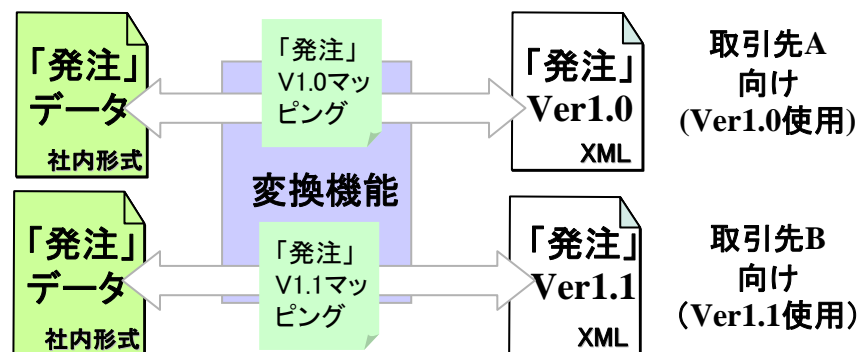 「発注」
データ
社内形式
「発注」
V1.0マッ
ピング
「発注」
Ver1.0
XML
取引先A
向け
(Ver1.0使用)
変換機能
「発注」
データ
社内形式
「発注」
V1.1マッ
ピング
「発注」
Ver1.1
XML
取引先B
向け
（Ver1.1使用）